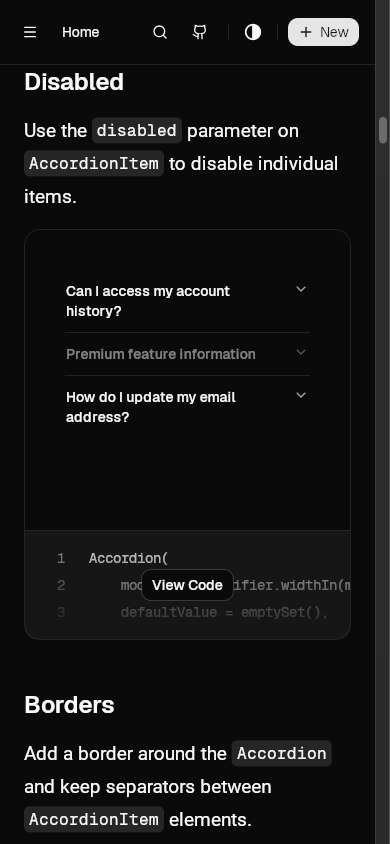 Home
New
Disabled
Use the disabled parameter on
AccordionItem to disable individual
items.
Can I access my account
history?
Premium feature information
How do I update my email
address?
1 Accordion(
2 mod
View Code
ifier.widthIn(m
3 defaultValue = emptySet(),
Borders
Add a border around the Accordion
and keep separators between
AccordionItem elements.